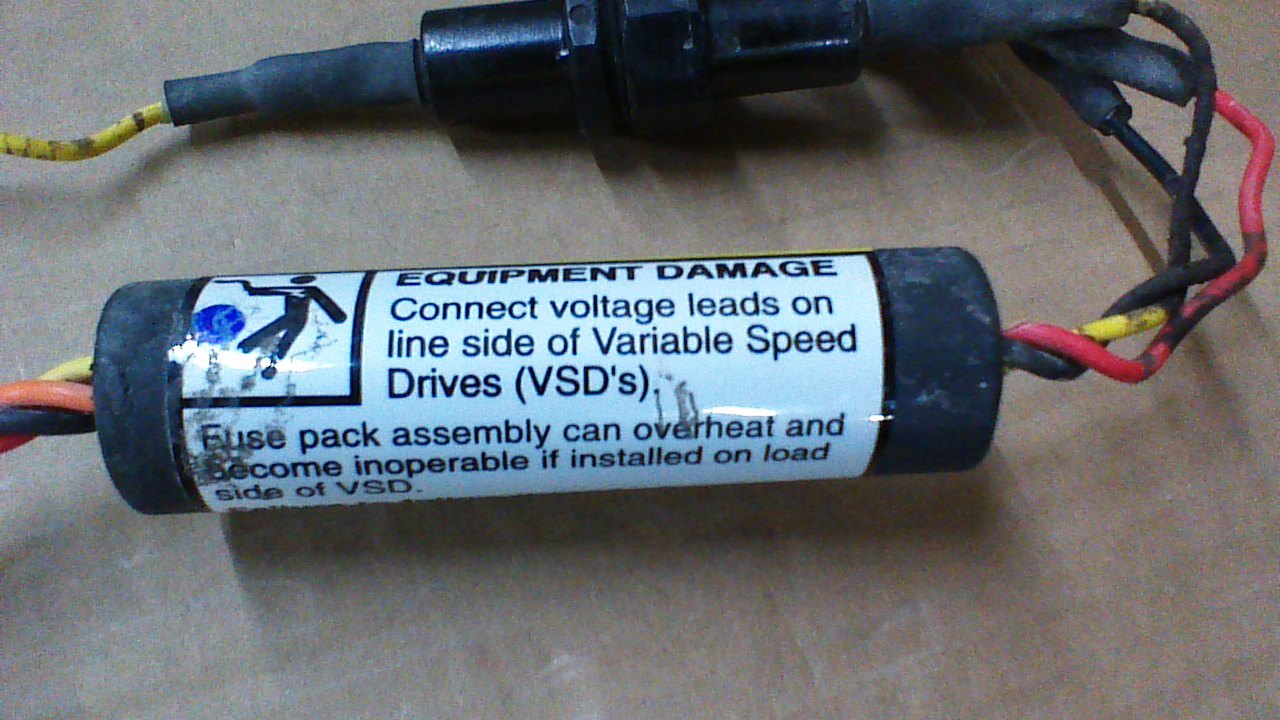 EQUIPMENT DAMAGE
Connect voltage leads on
line side of Variable Speed
Drives (VSD's).
Fuse pack assembly can overheat and
become inoperable if installed on load
side of VSD.